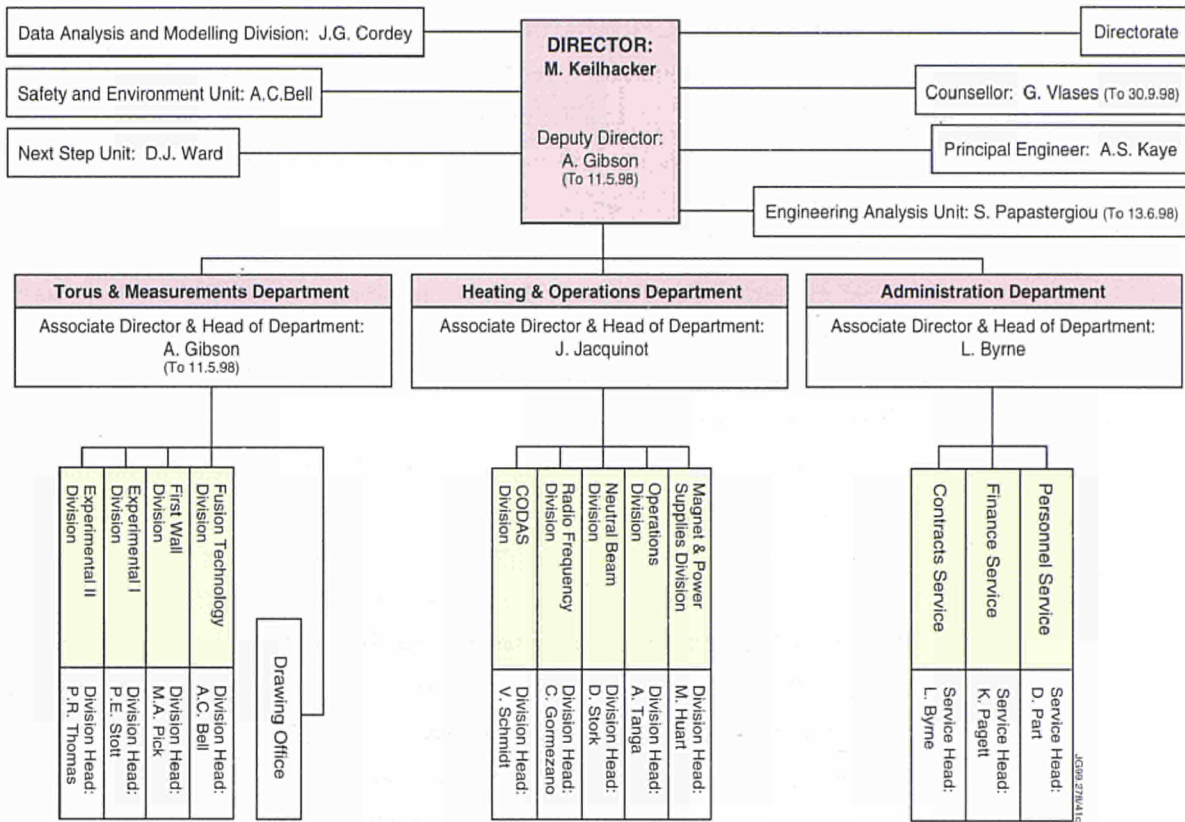 Data Analysis and Modelling Division: J.G. Cordey
Safety and Environment Unit: A.C.Bell
Next Step Unit: D.J. Ward
DIRECTOR:
M. Keilhacker
Deputy Director:
A. Gibson
(To 11.5.98)
Directorate
Counsellor: G. Vlases (To 30.9.98)
Principal Engineer: A.S. Kaye
Engineering Analysis Unit: S. Papastergiou (To 13.6.98)
Torus & Measurements Department
Associate Director & Head of Department:
A. Gibson
(To 11.5.98)
Heating & Operations Department
Associate Director & Head of Department:
J. Jacquinot
Administration Department
Associate Director & Head of Department:
L. Byrne
Experimental II
Division
Division Head:
P.R. Thomas
Experimental I
Division
Division Head:
P.E. Stott
First Wall
Division
Division Head:
M.A. Pick
Fusion Technology
Division
Division Head:
A.C. Bell
Drawing Office
CODAS
Division
Division Head:
V. Schmidt
Radio Frequency
Division
Division Head:
C. Gormezano
Neutral Beam
Division
Division Head:
D. Stork
Operations
Division
Division Head:
A. Tanga
Magnet & Power
Supplies Division
Division Head:
M. Huart
Contracts Service
Service Head:
L. Byrne
Finance Service
Service Head:
K. Pagett
Personnel Service
Service Head:
D. Part
JG99.278/41c